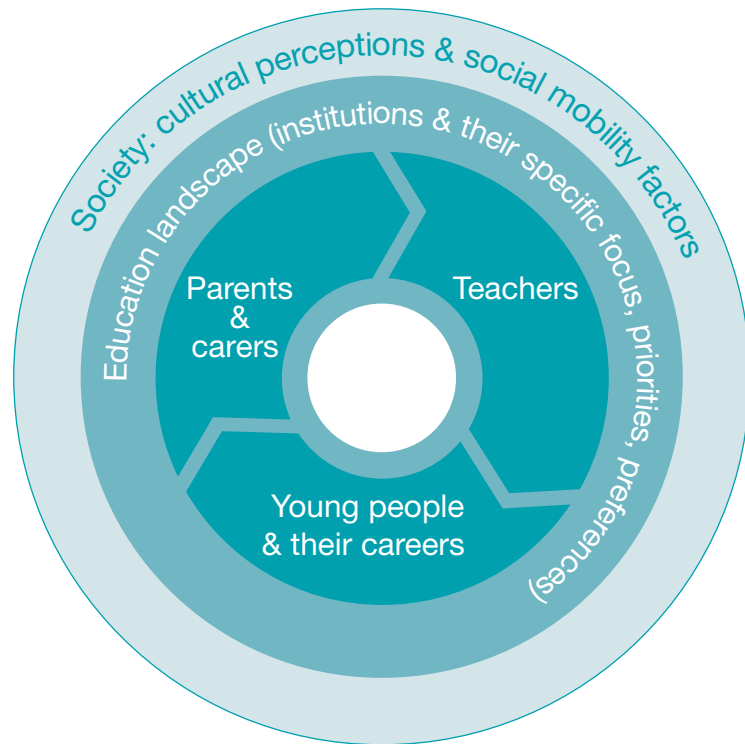 Society: cultural perceptions & social mobility factors
Education landscape (institutions & their specific focus, priorities, preferences)
Parents
&
carers
Teachers
Young people
& their careers